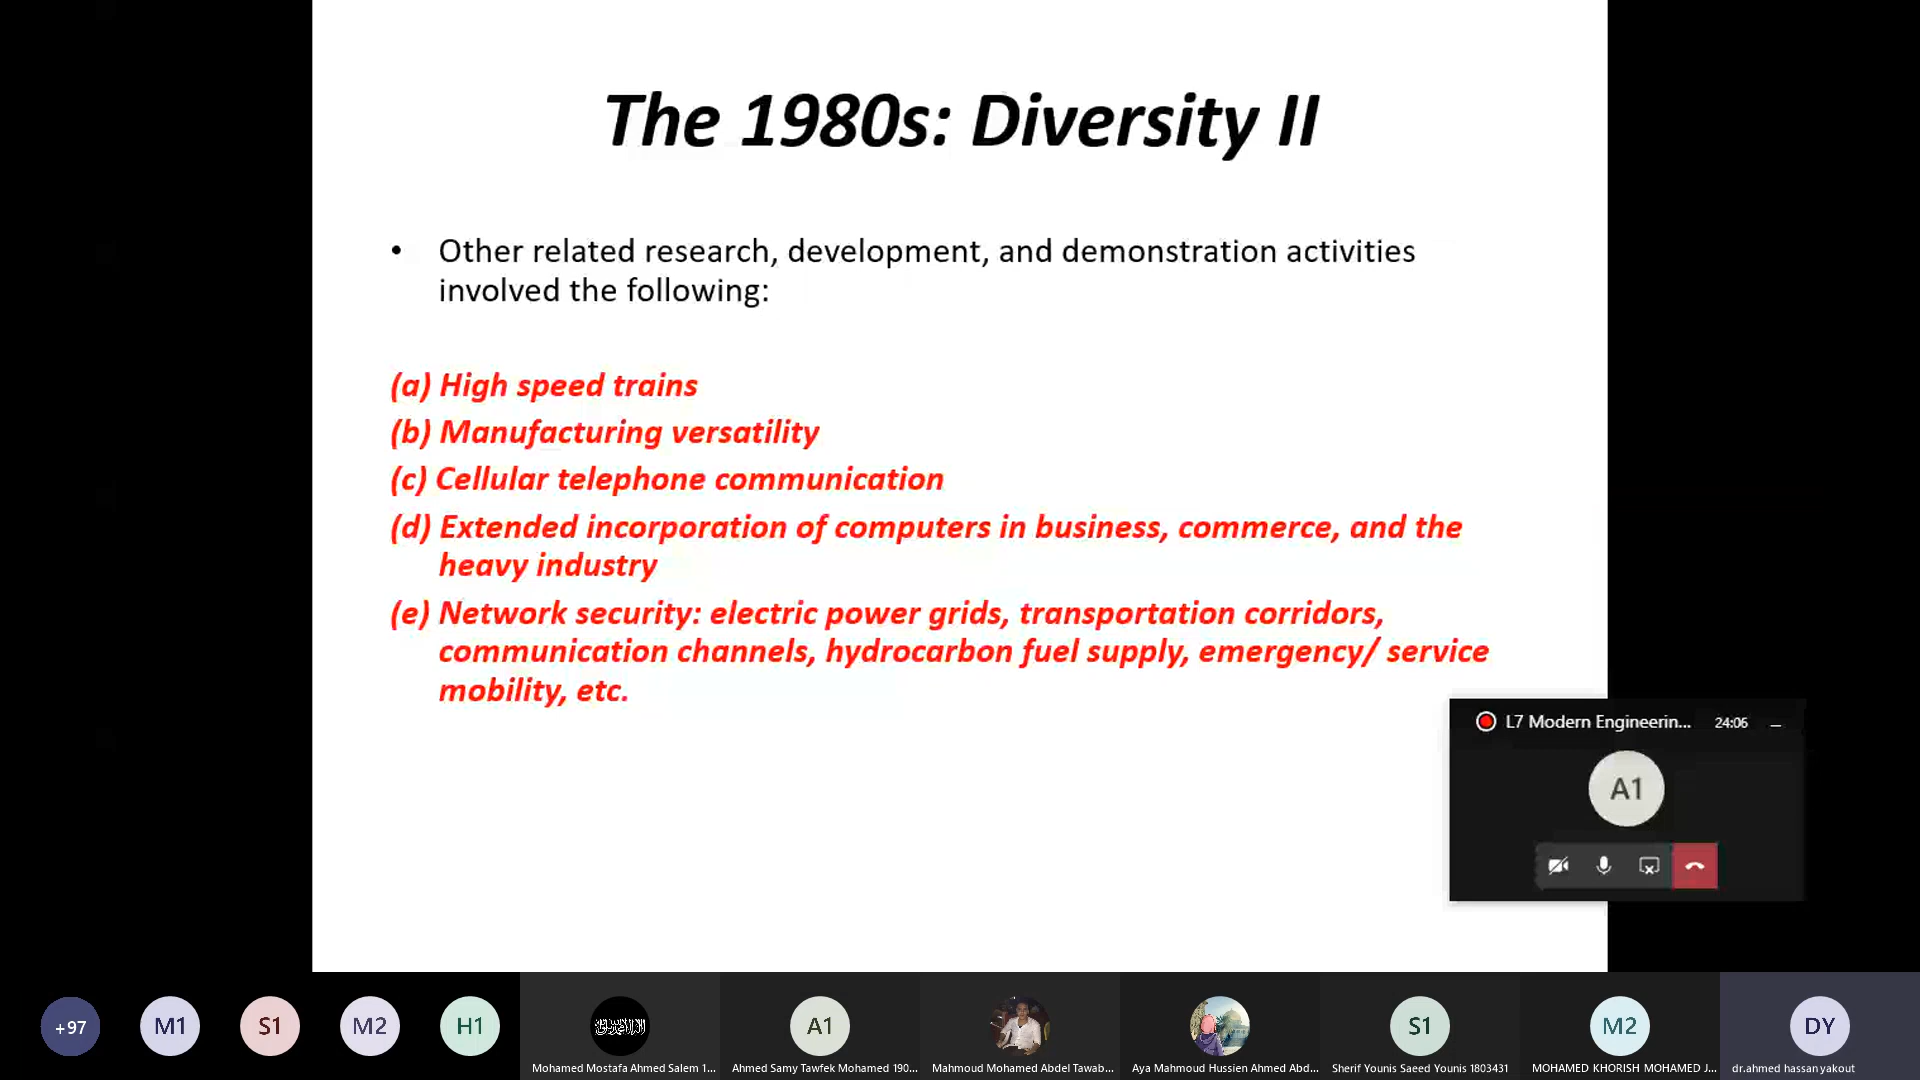 The 1980s: Diversity II
• Other related research, development, and demonstration activities
involved the following:
(a) High speed trains
(b) Manufacturing versatility
(c) Cellular telephone communication
(d) Extended incorporation of computers in business, commerce, and the
heavy industry
(e) Network security: electric power grids, transportation corridors,
communication channels, hydrocarbon fuel supply, emergency/ service
mobility, etc.
L7 Modern Engineerin... 24:06
A1
+97 M1 S1 M2 H1 A1 S1 M2 DY
Mohamed Mostafa Ahmed Salem 1... Ahmed Samy Tawfek Mohamed 190... Mahmoud Mohamed Abdel Tawab... Aya Mahmoud Hussien Ahmed Abd... Sherif Younis Saeed Younis 1803431 MOHAMED KHORISH MOHAMED J... dr.ahmed hassan yakout